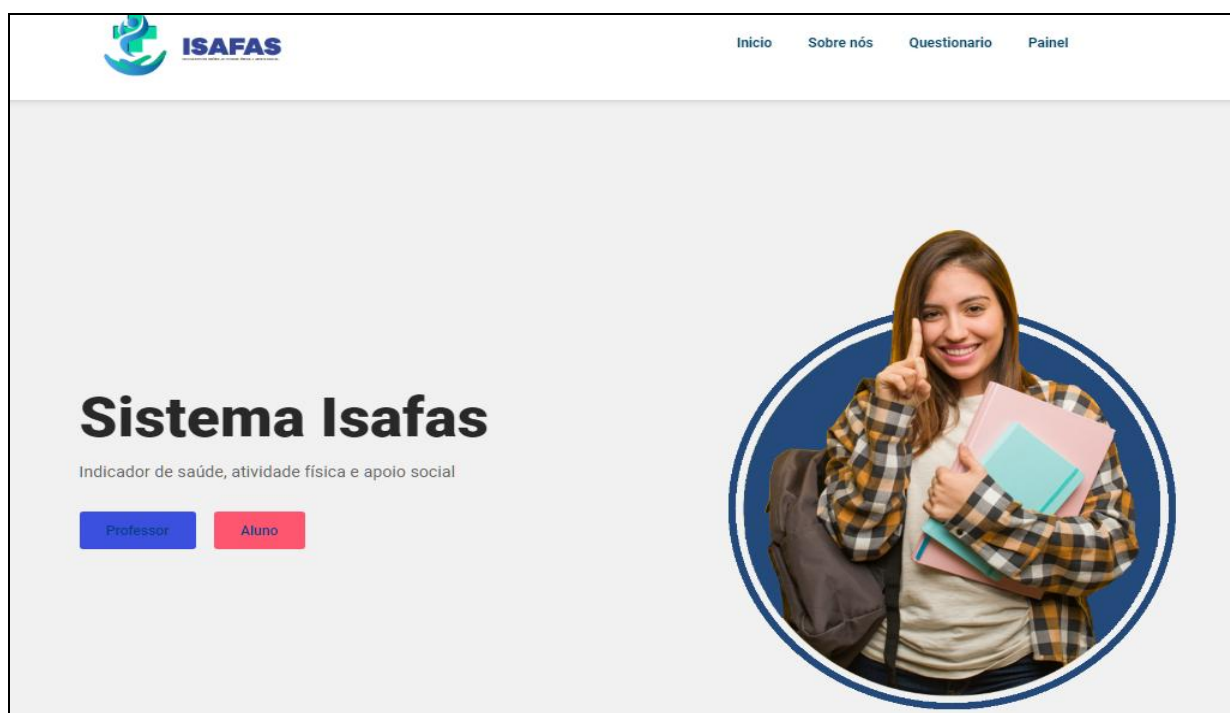 ISAFAS
Inicio Sobre nós Questionario Painel
Sistema Isafas
Indicador de saúde, atividade física e apoio social
Professor Aluno